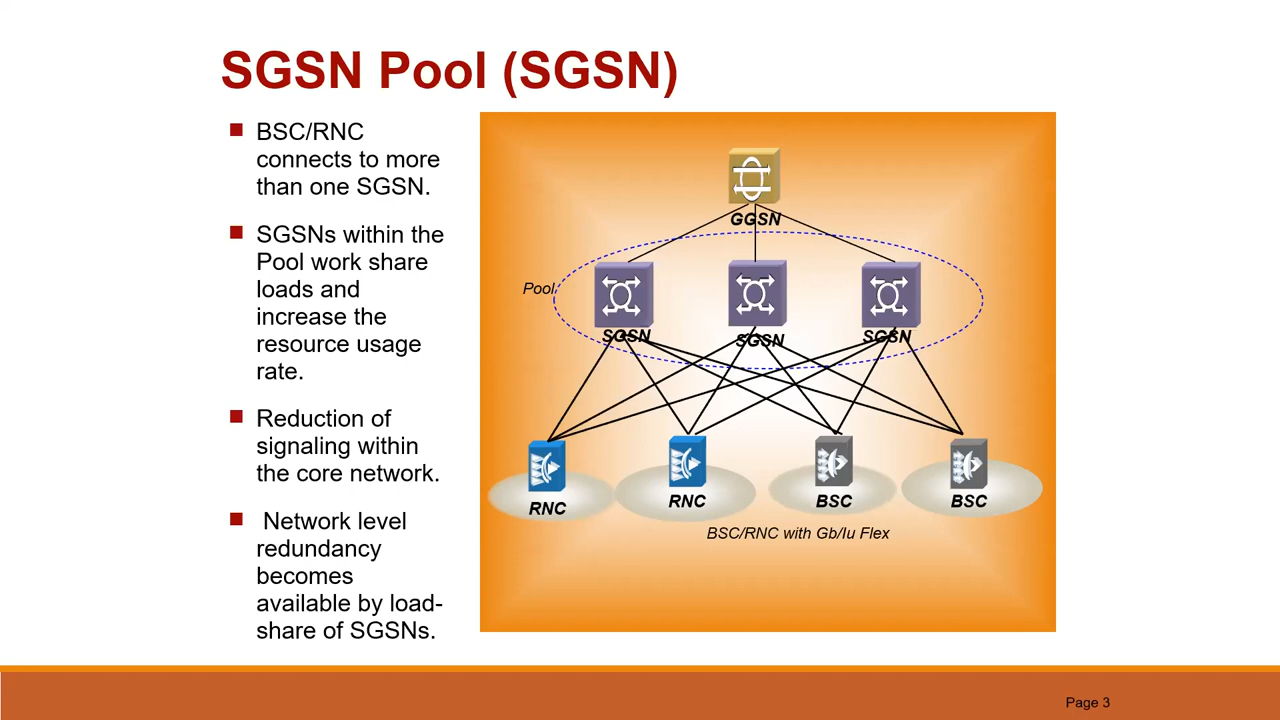 SGSN Pool (SGSN)
BSC/RNC
connects to more
than one SGSN.
SGSNs within the
Pool work share
loads and
increase the
resource usage
rate.
Reduction of
signaling within
the core network.
Network level
redundancy
becomes
available by load-
share of SGSNs.
GGSN
Pool
SGSN
SGSN
SGSN
RNC
RNC
BSC
BSC
BSC/RNC with Gb/Iu Flex
Page 3